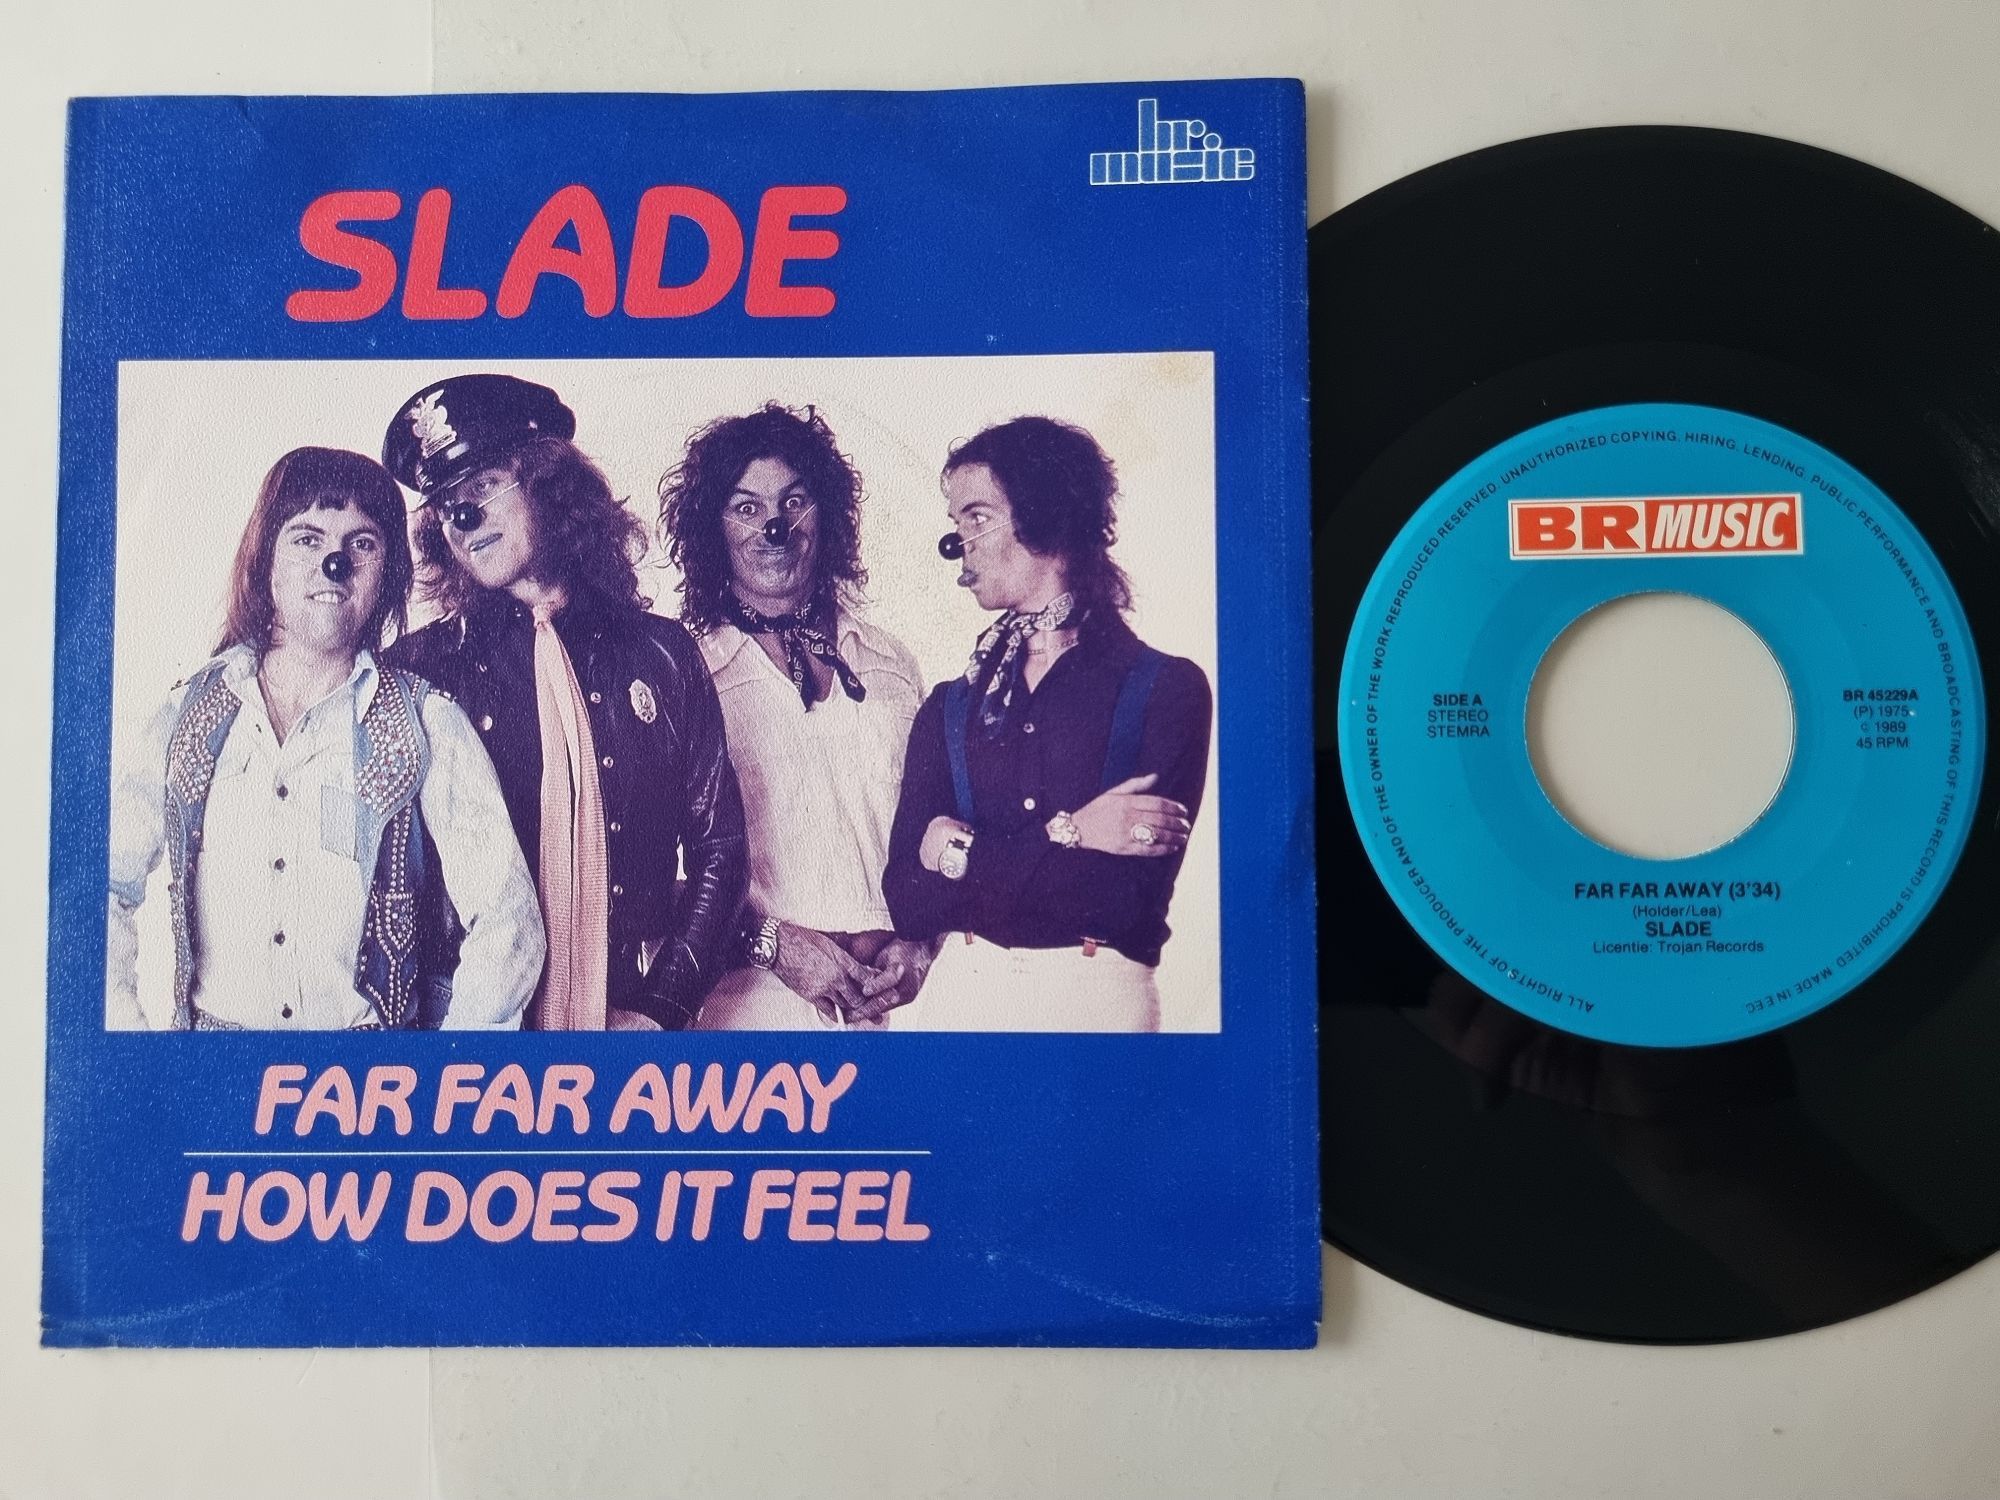 br.
music
SLADE
FAR FAR AWAY
HOW DOES IT FEEL
ALL RIGHTS OF THE PRODUCER AND OF THE OWNER OF THE WORK REPRODUCED RESERVED. UNAUTHORIZED COPYING, HIRING, LENDING, PUBLIC PERFORMANCE AND BROADCASTING OF THIS RECORD IS PROHIBITED. MADE IN EEC.
BR MUSIC
SIDE A
STEREO
STEMRA
BR 45229A
(P) 1975
© 1989
45 RPM
FAR FAR AWAY (3'34)
(Holder/Lea)
SLADE
Licentie: Trojan Records